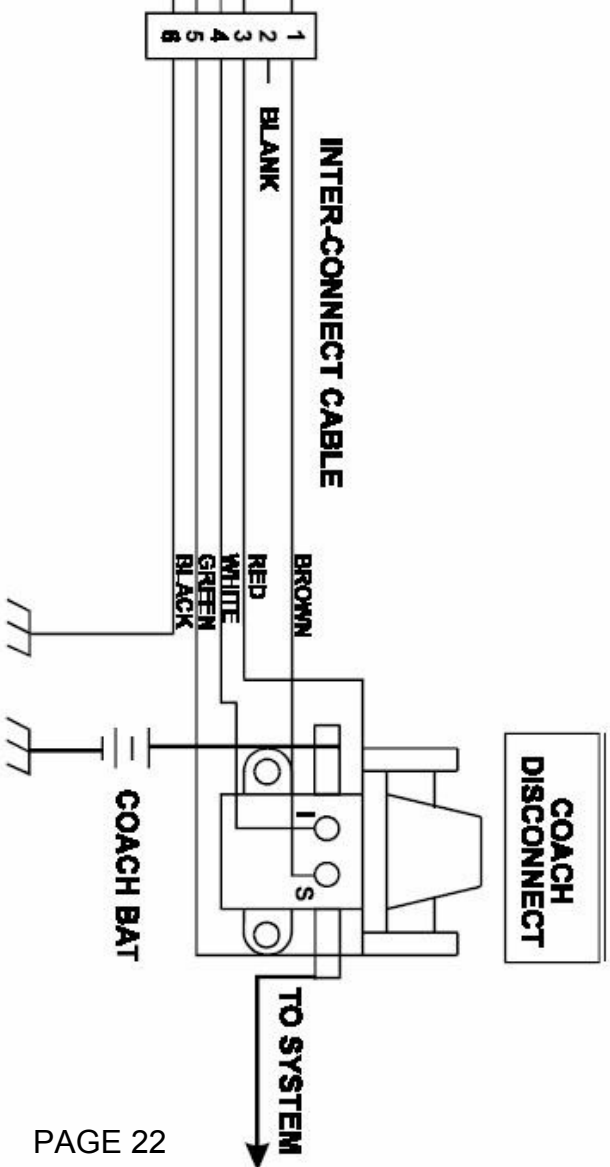 6 5 4 3 2 1
BLANK
INTER-CONNECT CABLE
BROWN
RED
WHITE
GREEN
BLACK
COACH
DISCONNECT
I
S
COACH BAT
TO SYSTEM
PAGE 22